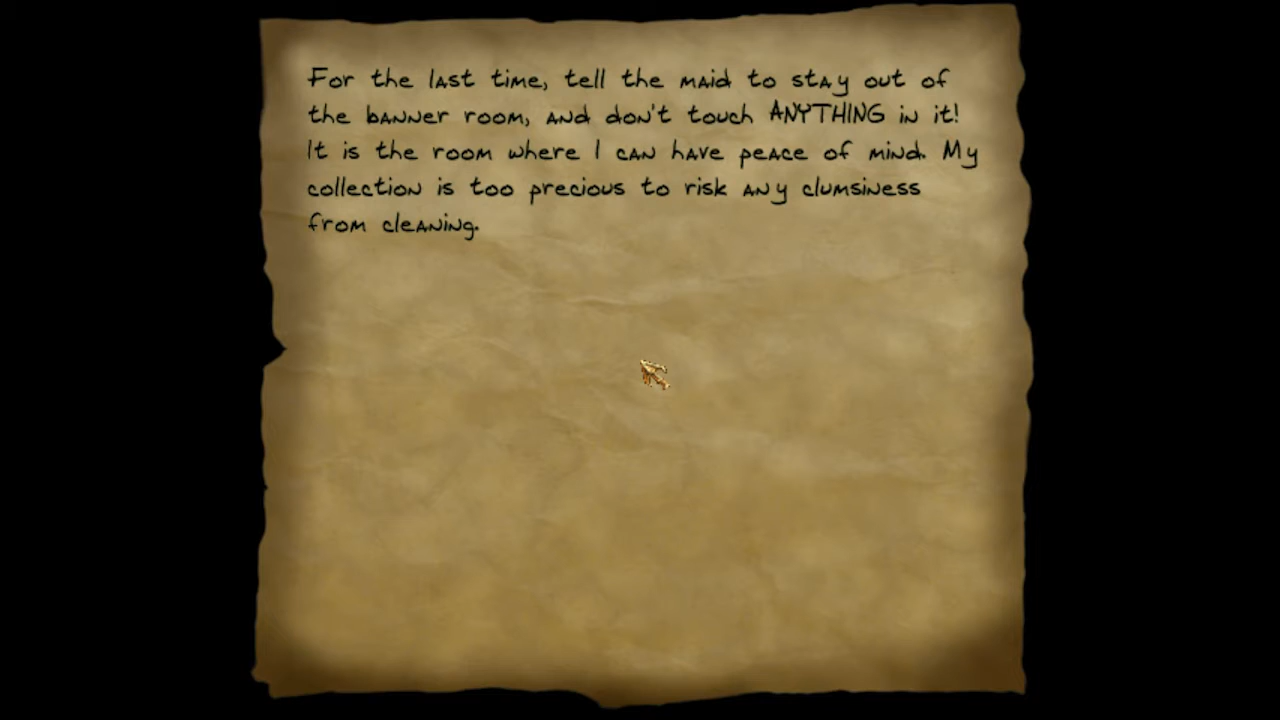 For the last time, tell the maid to stay out of
the banner room, and don't touch ANYTHING in it!
It is the room where I can have peace of mind. My
collection is too precious to risk any clumsiness
from cleaning.